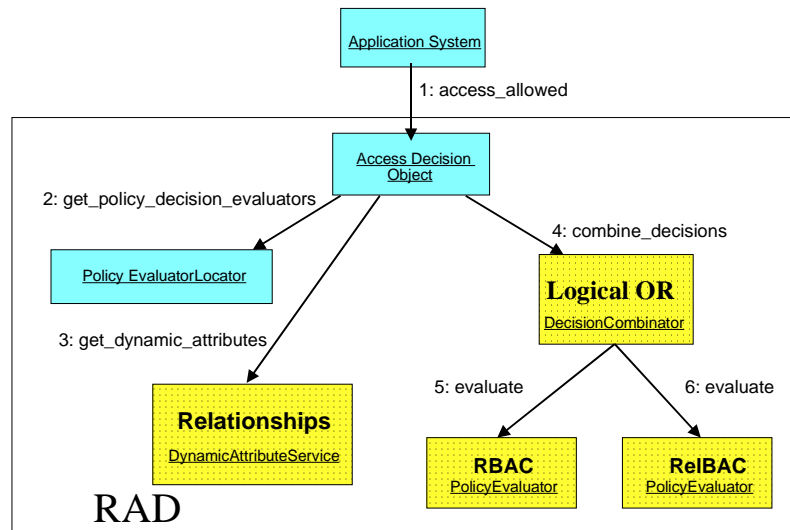 Application System
1: access_allowed
Access Decision
Object
2: get_policy_decision_evaluators
4: combine_decisions
Policy EvaluatorLocator
Logical OR
DecisionCombinator
3: get_dynamic_attributes
5: evaluate
6: evaluate
Relationships
DynamicAttributeService
RBAC
PolicyEvaluator
RelBAC
PolicyEvaluator
RAD